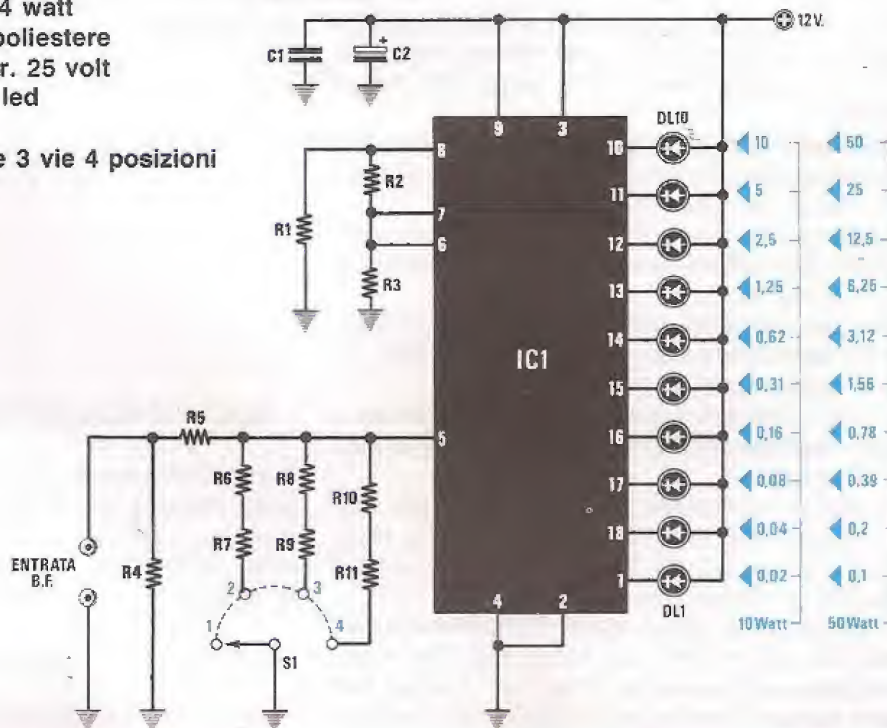 4 watt
poliestere
r. 25 volt
led
e 3 vie 4 posizioni
C1
+
C2
12V.
9
3
8
7
6
5
4
2
IC1
R1
R2
R3
R4
R5
R6
R7
R8
R9
R10
R11
ENTRATA
B.F.
1
2
3
4
S1
DL10
10
11
12
13
14
15
16
17
18
1
DL1
10
5
2,5
1,25
0,62
0,31
0,16
0,08
0,04
0,02
10 Watt
50
25
12,5
6,25
3,12
1,56
0,78
0,39
0,2
0,1
50 Watt